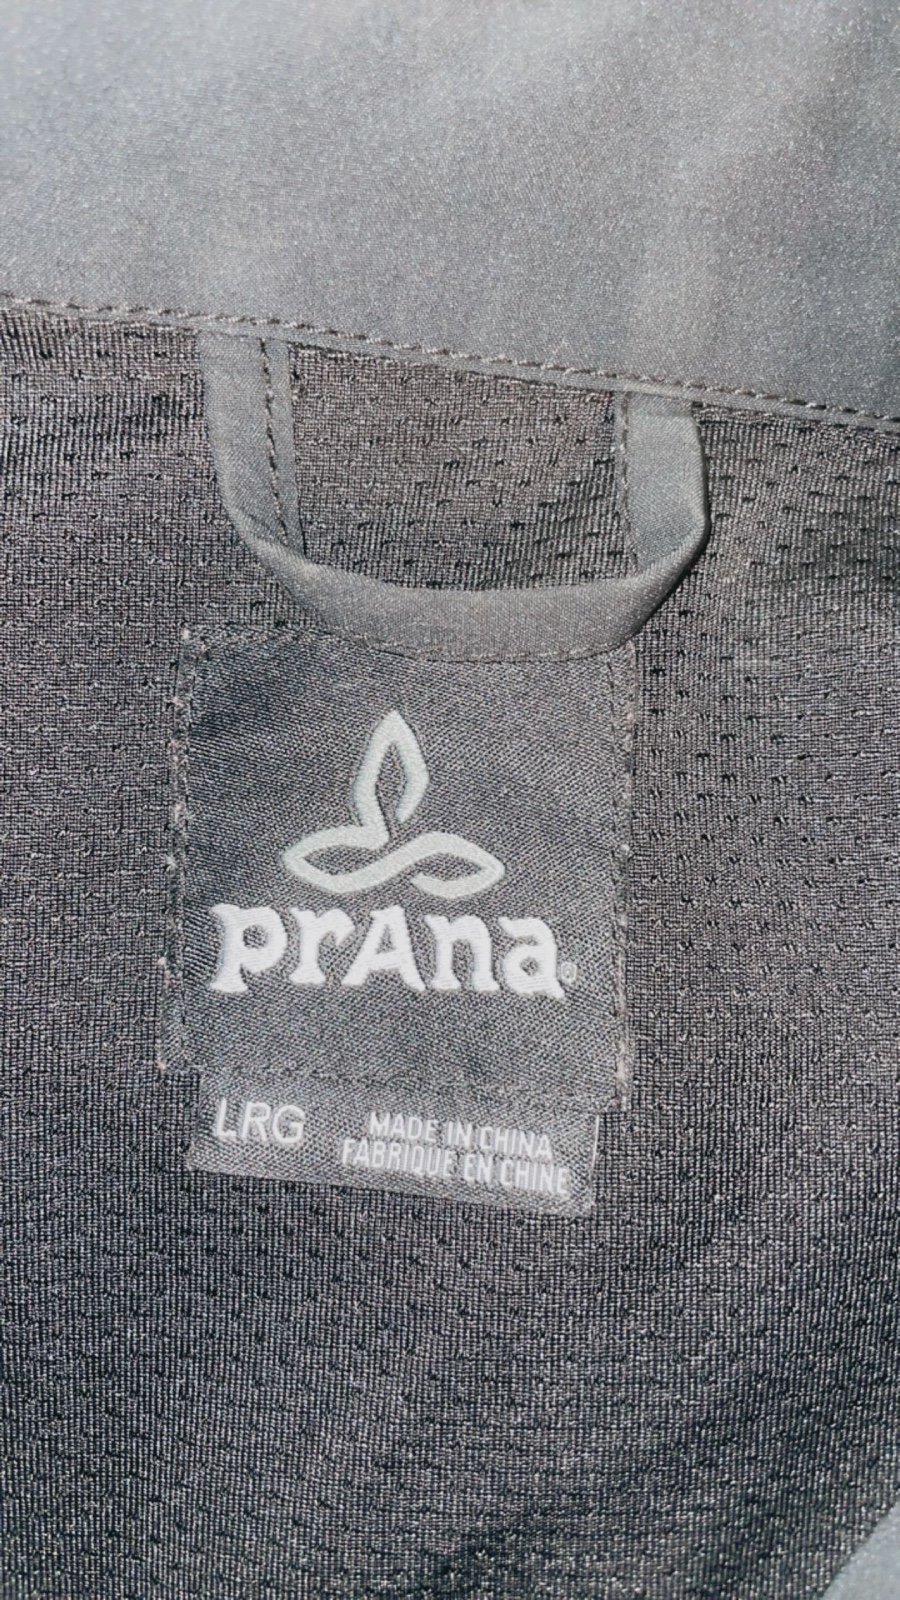 prAna®
LRG
MADE IN CHINA
FABRIQUE EN CHINE